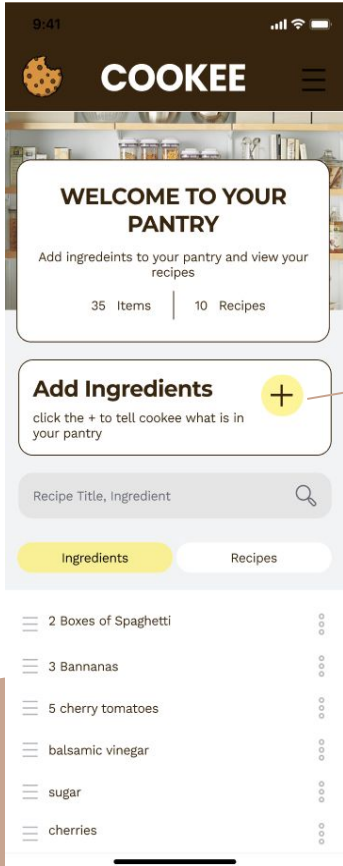 9:41
COOKEE
WELCOME TO YOUR
PANTRY
Add ingredeints to your pantry and view your
recipes
35 Items 10 Recipes
Add Ingredients
click the + to tell cookee what is in
your pantry
Recipe Title, Ingredient
Ingredients Recipes
2 Boxes of Spaghetti
3 Bannanas
5 cherry tomatoes
balsamic vinegar
sugar
cherries